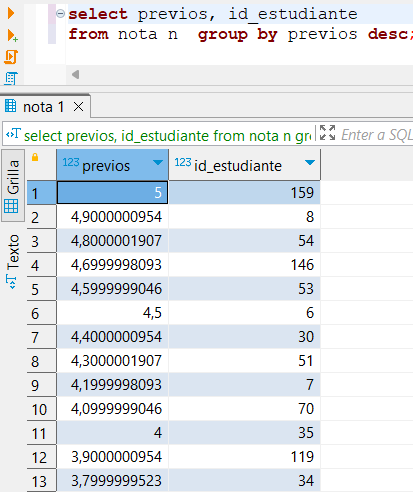 select previos, id_estudiante
from nota n  group by previos desc;
nota 1
select previos, id_estudiante from nota n gr
Enter a SQL
Grilla
Texto
123 previos 123 id_estudiante
1 5 159
2 4,9000000954 8
3 4,8000001907 54
4 4,6999998093 146
5 4,5999999046 53
6 4,5 6
7 4,4000000954 30
8 4,3000001907 51
9 4,1999998093 7
10 4,0999999046 70
11 4 35
12 3,9000000954 119
13 3,7999999523 34